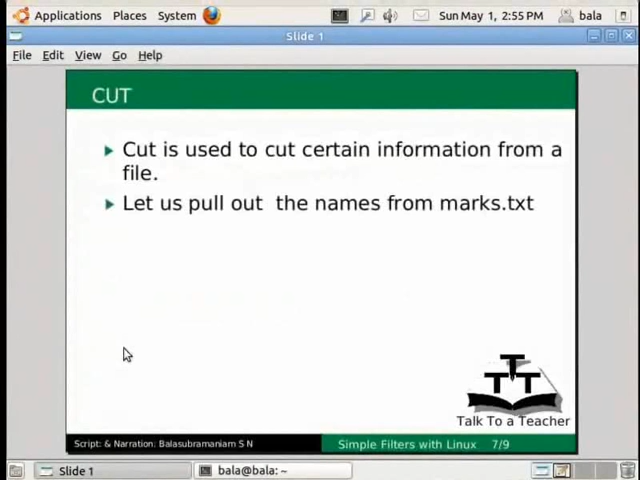 Applications Places System Sun May 1, 2:55 PM bala
Slide 1
File Edit View Go Help
CUT
Cut is used to cut certain information from a
file.
Let us pull out the names from marks.txt
T T T
Talk To a Teacher
Script: & Narration: Balasubramaniam S N Simple Filters with Linux 7/9
Slide 1 bala@bala: ~